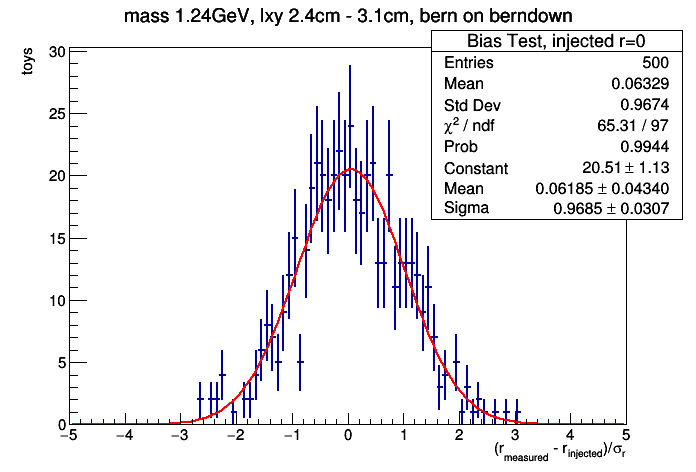 mass 1.24GeV, lxy 2.4cm - 3.1cm, bern on berndown
Bias Test, injected r=0
Entries 500
Mean 0.06329
Std Dev 0.9674
χ² / ndf 65.31 / 97
Prob 0.9944
Constant 20.51 ± 1.13
Mean 0.06185 ± 0.04340
Sigma 0.9685 ± 0.0307
toys
30
25
20
15
10
5
0
−5 −4 −3 −2 −1 0 1 2 3 4 5
(r_measured - r_injected)/σ_r